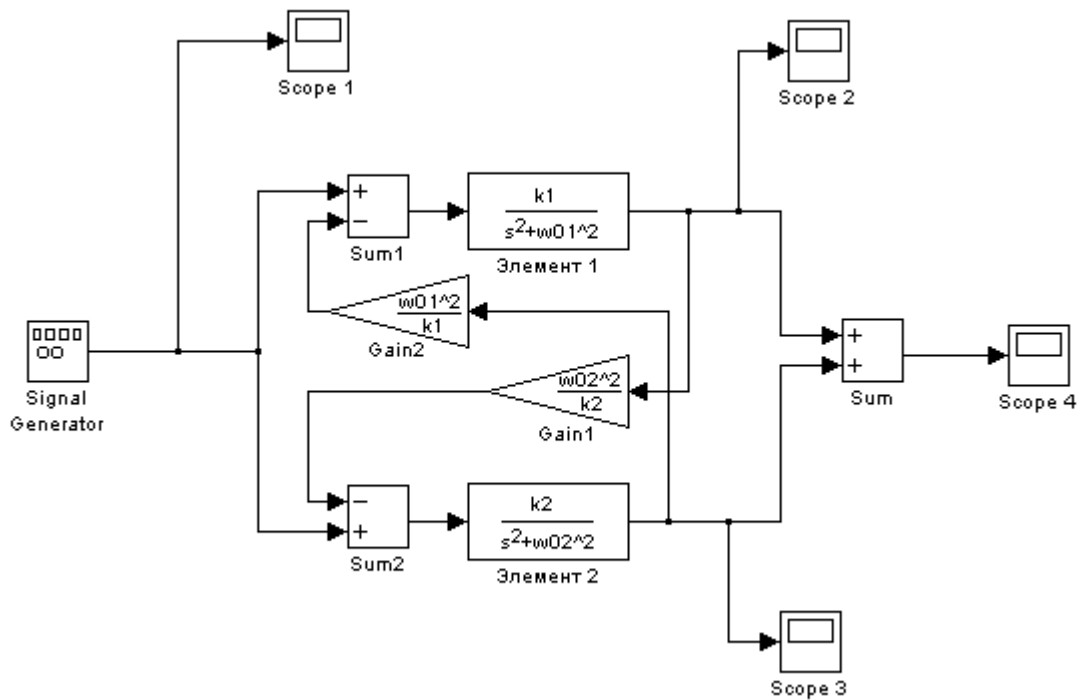 Scope 1
Scope 2
+
−
Sum1
k1
s²+w01^2
Элемент 1
w01^2
k1
Gain2
Signal
Generator
w02^2
k2
Gain1
+
+
Sum
Scope 4
−
+
Sum2
k2
s²+w02^2
Элемент 2
Scope 3